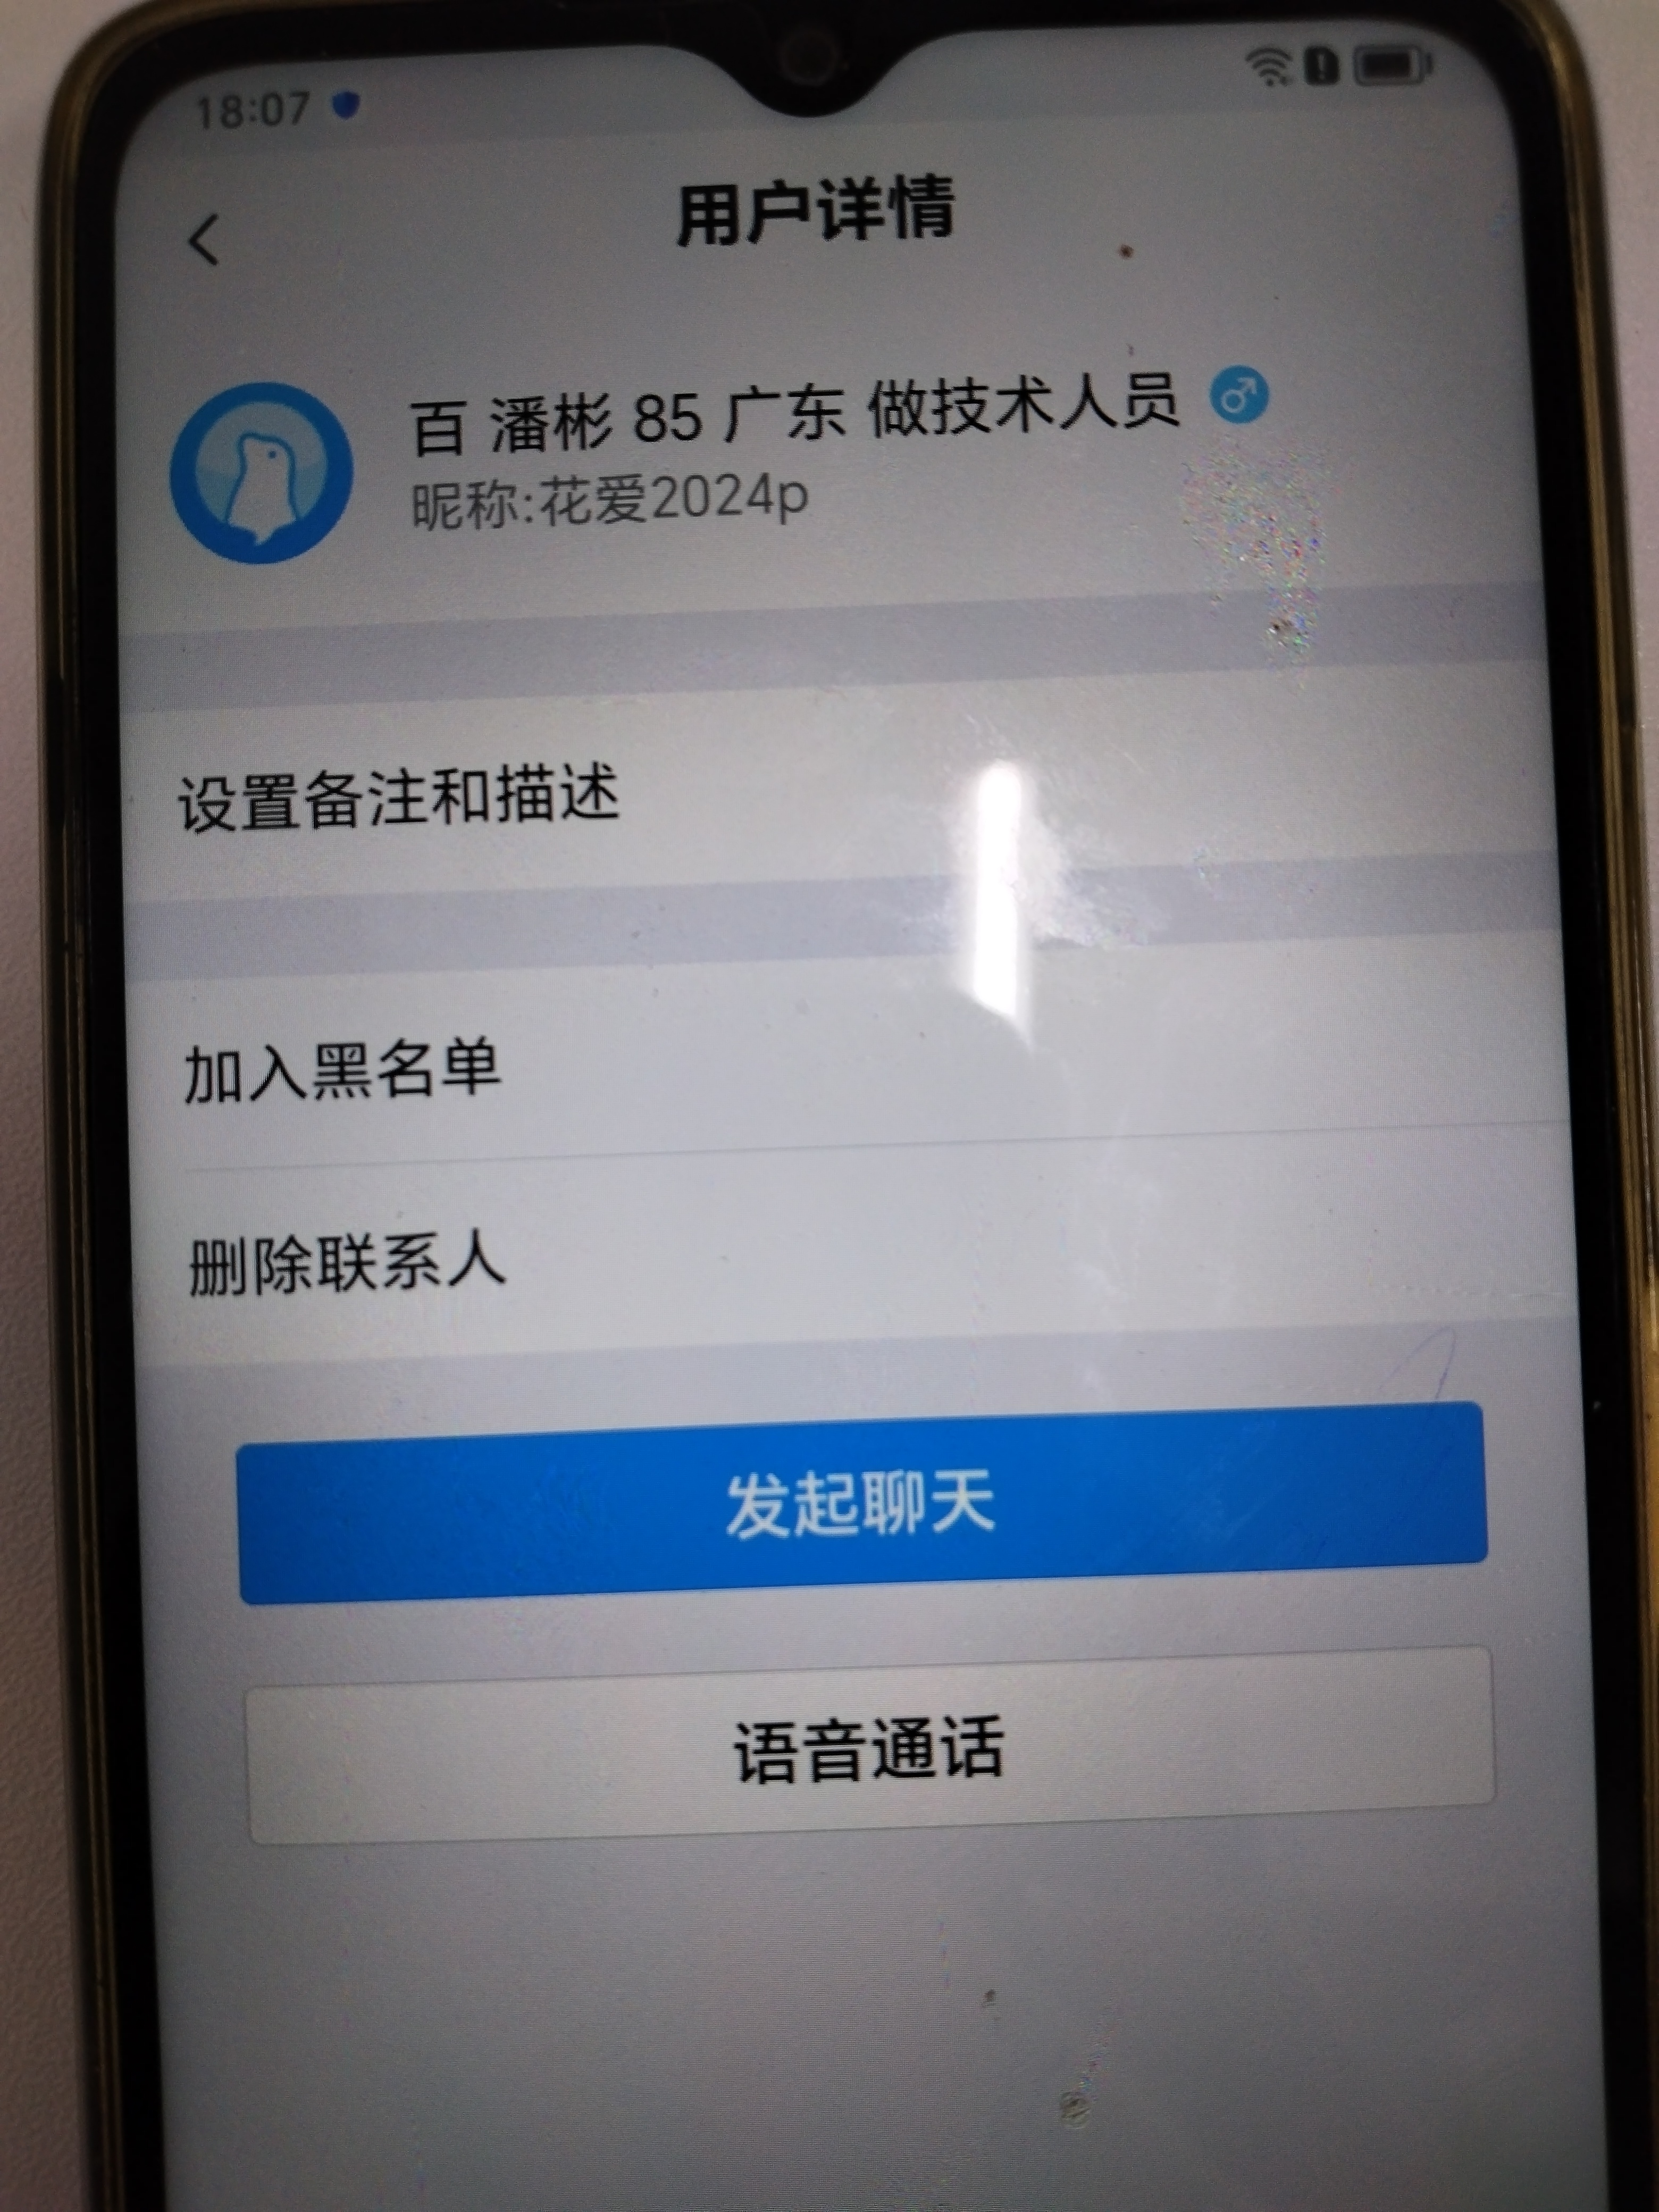 18:07
用户详情
百 潘彬 85 广东 做技术人员
昵称:花爱2024p
设置备注和描述
加入黑名单
删除联系人
发起聊天
语音通话